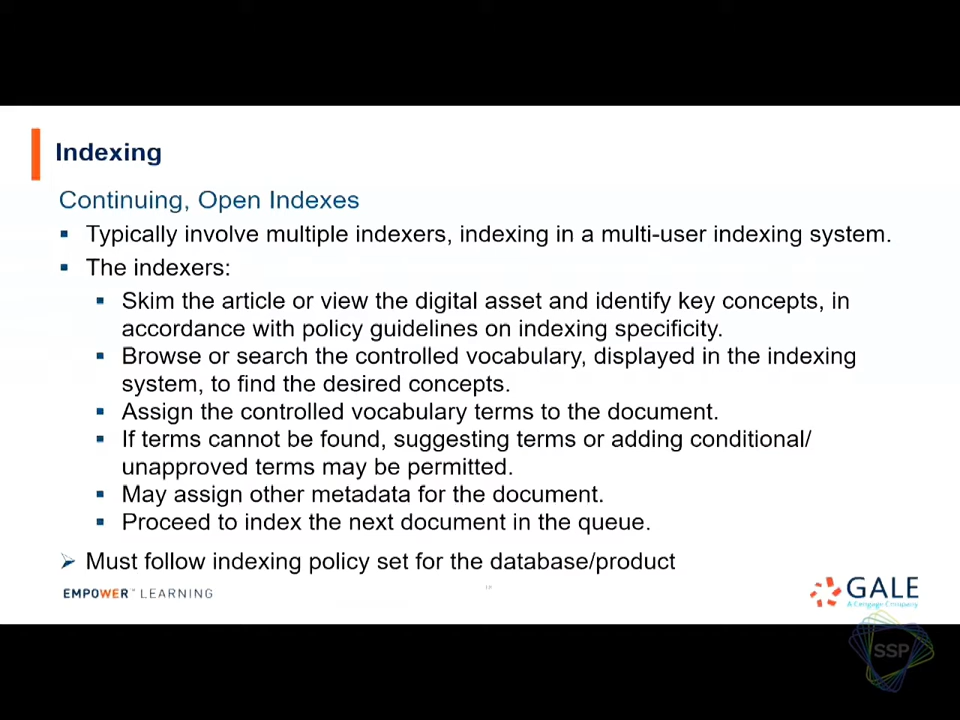 Indexing
Continuing, Open Indexes
▪ Typically involve multiple indexers, indexing in a multi-user indexing system.
▪ The indexers:
▪ Skim the article or view the digital asset and identify key concepts, in
accordance with policy guidelines on indexing specificity.
▪ Browse or search the controlled vocabulary, displayed in the indexing
system, to find the desired concepts.
▪ Assign the controlled vocabulary terms to the document.
▪ If terms cannot be found, suggesting terms or adding conditional/
unapproved terms may be permitted.
▪ May assign other metadata for the document.
▪ Proceed to index the next document in the queue.
➢ Must follow indexing policy set for the database/product
EMPOWER™ LEARNING
GALE
A Cengage Company
SSP